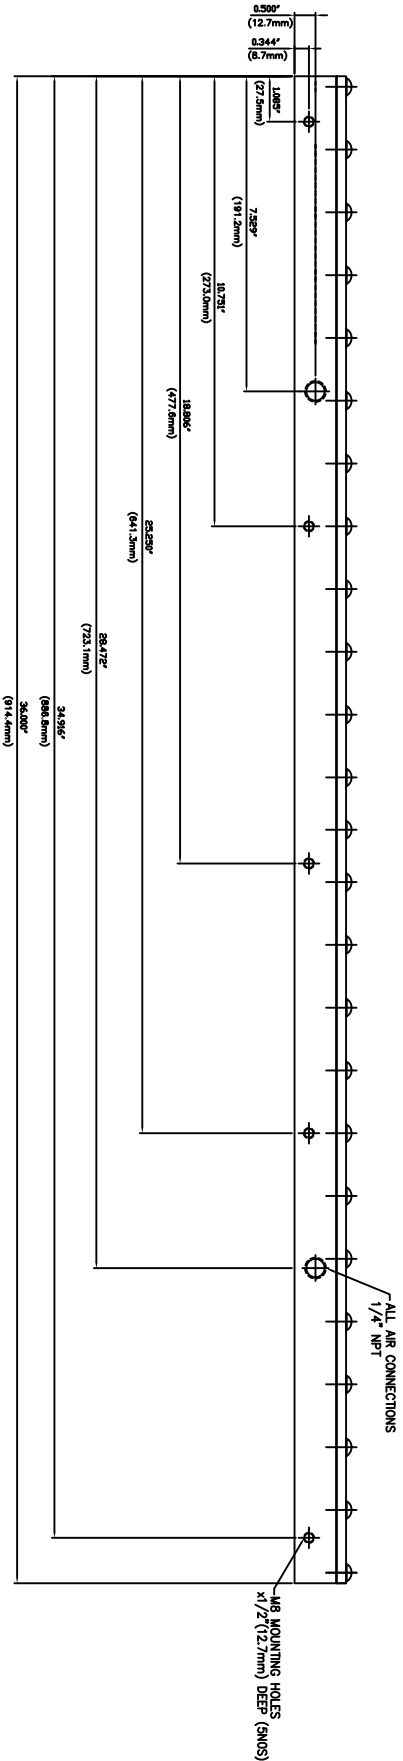 0.500"
(12.7mm)
0.344"
(8.7mm)
1.085"
(27.5mm)
7.529"
(191.2mm)
10.751"
(273.0mm)
18.806"
(477.6mm)
25.250"
(641.3mm)
28.472"
(723.1mm)
34.916"
(886.8mm)
36.000"
(914.4mm)
ALL AIR CONNECTIONS
1/4" NPT
M8 MOUNTING HOLES
x1/2"(12.7mm) DEEP (5NOS)